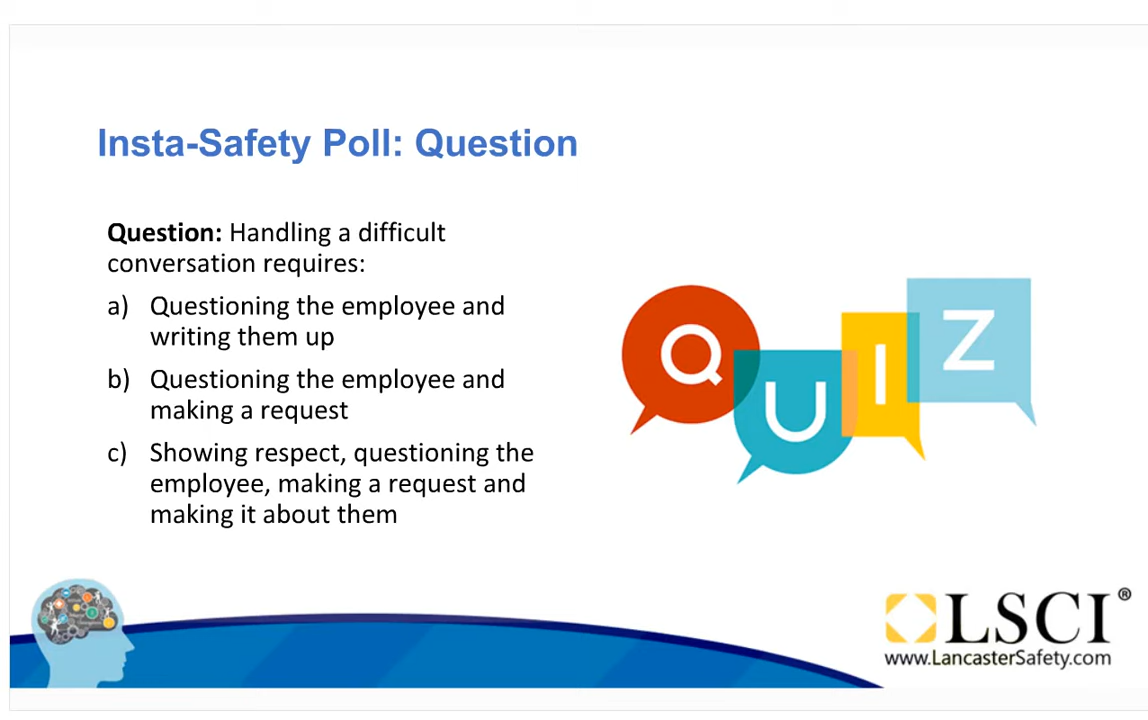 Insta-Safety Poll: Question
Question: Handling a difficult
conversation requires:
a) Questioning the employee and
writing them up
b) Questioning the employee and
making a request
c) Showing respect, questioning the
employee, making a request and
making it about them
QUIZ
LSCI®
www.LancasterSafety.com